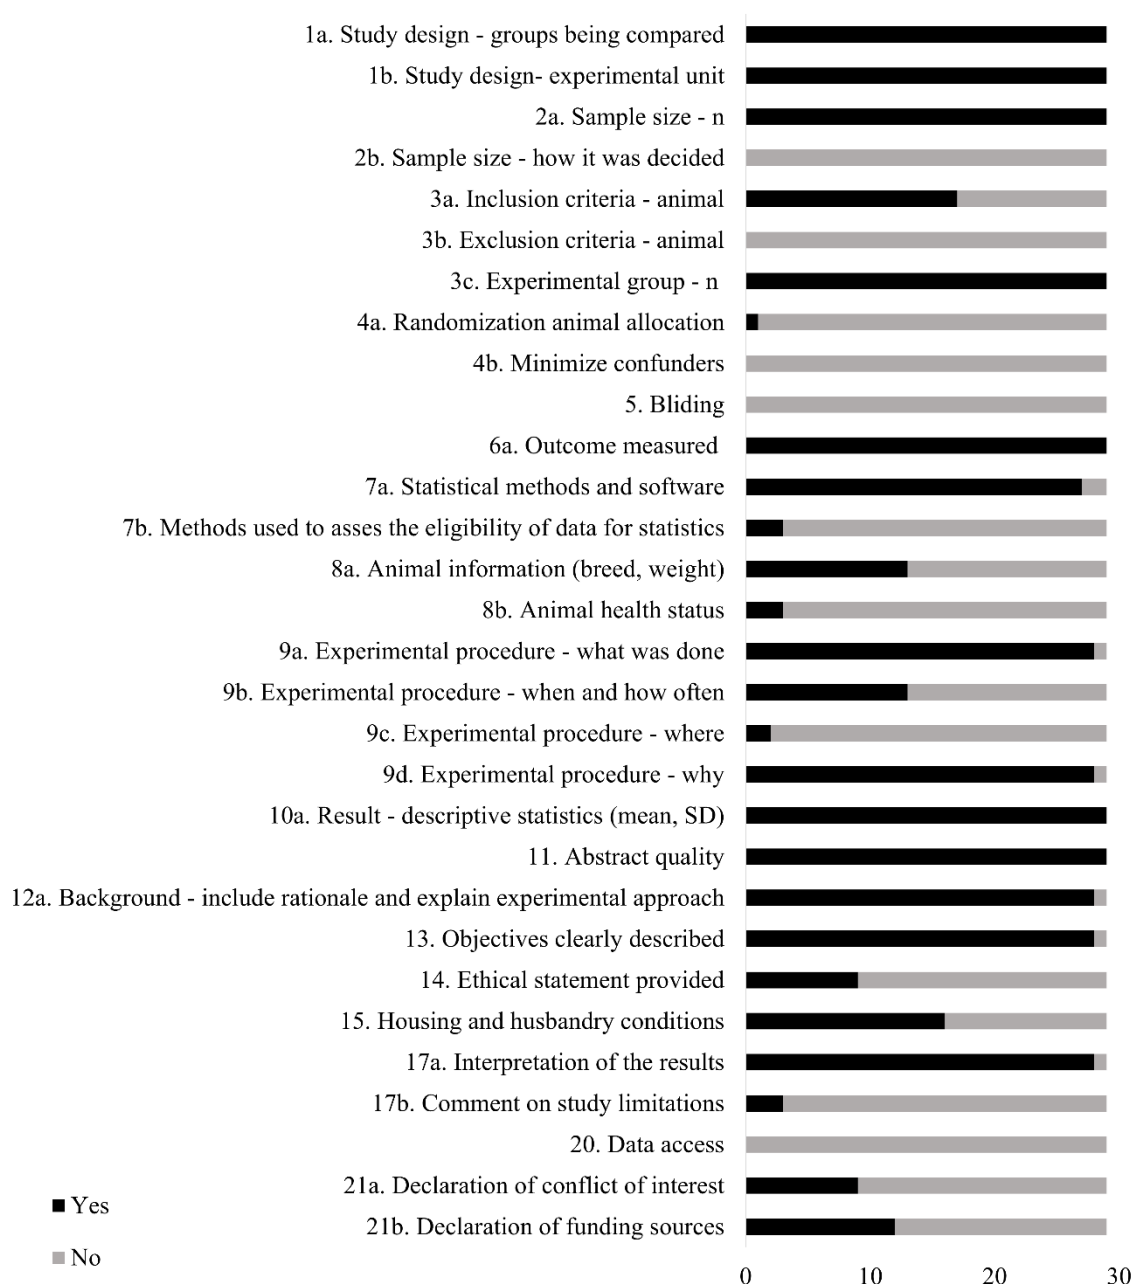 1a. Study design - groups being compared
1b. Study design- experimental unit
2a. Sample size - n
2b. Sample size - how it was decided
3a. Inclusion criteria - animal
3b. Exclusion criteria - animal
3c. Experimental group - n
4a. Randomization animal allocation
4b. Minimize confunders
5. Bliding
6a. Outcome measured
7a. Statistical methods and software
7b. Methods used to asses the eligibility of data for statistics
8a. Animal information (breed, weight)
8b. Animal health status
9a. Experimental procedure - what was done
9b. Experimental procedure - when and how often
9c. Experimental procedure - where
9d. Experimental procedure - why
10a. Result - descriptive statistics (mean, SD)
11. Abstract quality
12a. Background - include rationale and explain experimental approach
13. Objectives clearly described
14. Ethical statement provided
15. Housing and husbandry conditions
17a. Interpretation of the results
17b. Comment on study limitations
20. Data access
21a. Declaration of conflict of interest
21b. Declaration of funding sources
Yes
No
0 10 20 30